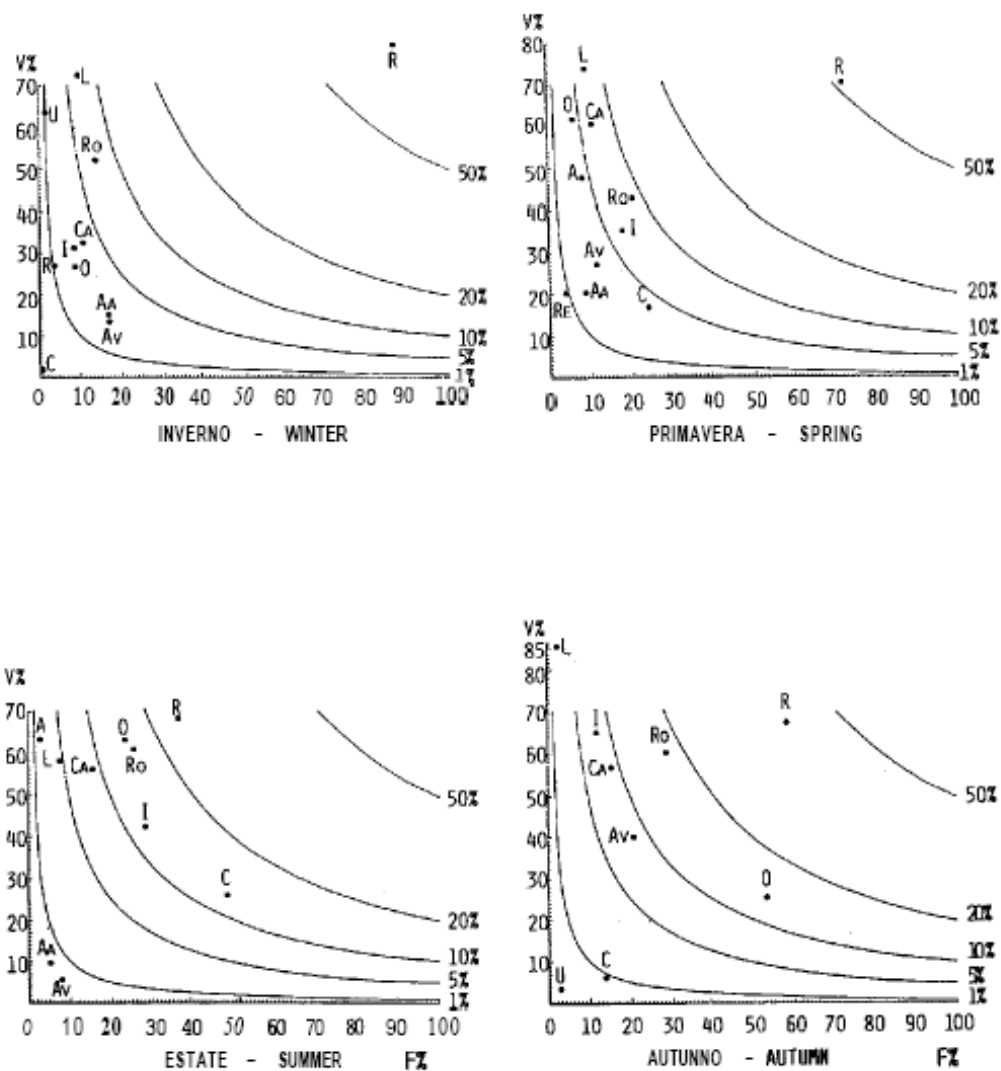 V%
V%
80
R
L
R
70
L
70
U
O
CA
60
60
RO
50
50%
50
A
50%
40
40
RO
I
CA
30
I
30
AV
R
O
20%
20
20%
20
AA
RE
AA
C
AV
10%
10%
10
10
5%
5%
C
1%
1%
0 10 20 30 40 50 60 70 80 90 100
0 10 20 30 40 50 60 70 80 90 100
INVERNO - WINTER
PRIMAVERA - SPRING
V%
V%
85
L
80
R
R
70
A
O
70
I
RO
60
L
CA
RO
60
CA
50
50%
50
50%
I
40
40
AV
30
C
30
O
20
20%
20
20%
AA
10%
C
10%
10
10
AV
5%
U
5%
1%
1%
0 10 20 30 40 50 60 70 80 90 100
0 10 20 30 40 50 60 70 80 90 100
ESTATE - SUMMER F%
AUTUNNO - AUTUMN F%